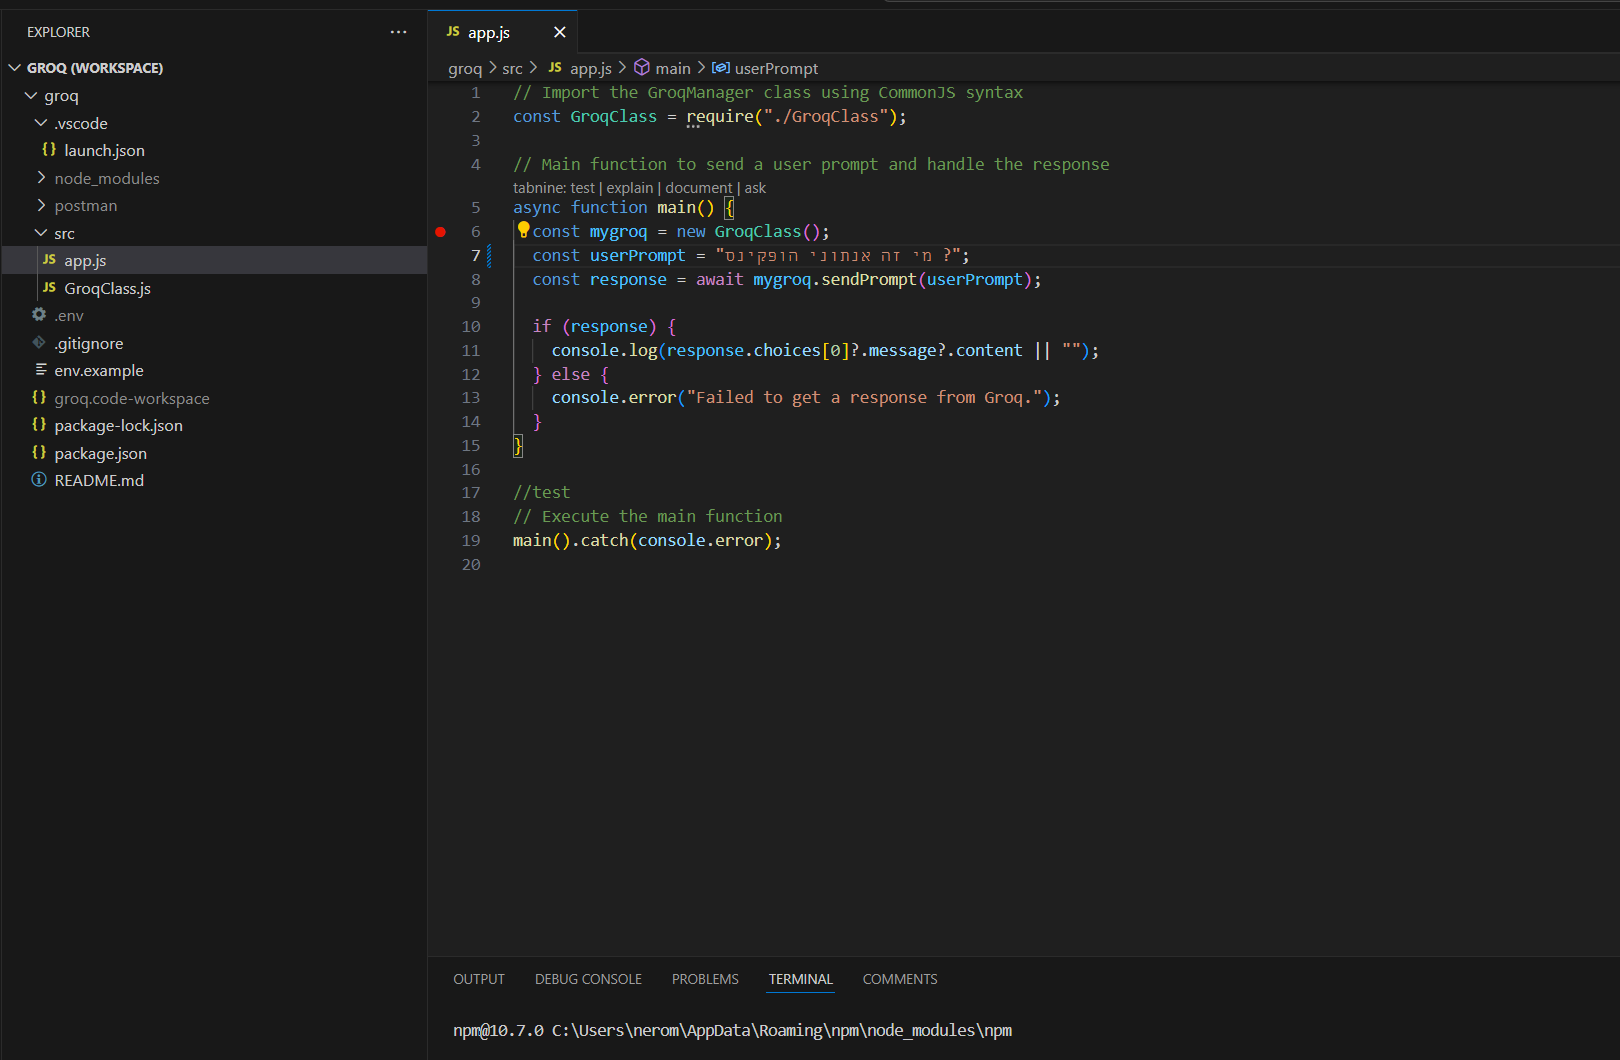 EXPLORER
GROQ (WORKSPACE)
groq
.vscode
{} launch.json
node_modules
postman
src
JS app.js
JS GroqClass.js
.env
.gitignore
env.example
{} groq.code-workspace
{} package-lock.json
{} package.json
README.md
JS app.js
groq > src > JS app.js > main > userPrompt
1 // Import the GroqManager class using CommonJS syntax
2 const GroqClass = require("./GroqClass");
3
4 // Main function to send a user prompt and handle the response
tabnine: test | explain | document | ask
5 async function main() {
6 const mygroq = new GroqClass();
7 const userPrompt = "מי זה אנתוני הופקינס ?";
8 const response = await mygroq.sendPrompt(userPrompt);
9
10 if (response) {
11 console.log(response.choices[0]?.message?.content || "");
12 } else {
13 console.error("Failed to get a response from Groq.");
14 }
15 }
16
17 //test
18 // Execute the main function
19 main().catch(console.error);
20
OUTPUT DEBUG CONSOLE PROBLEMS TERMINAL COMMENTS
npm@10.7.0 C:\Users\nerom\AppData\Roaming\npm\node_modules\npm